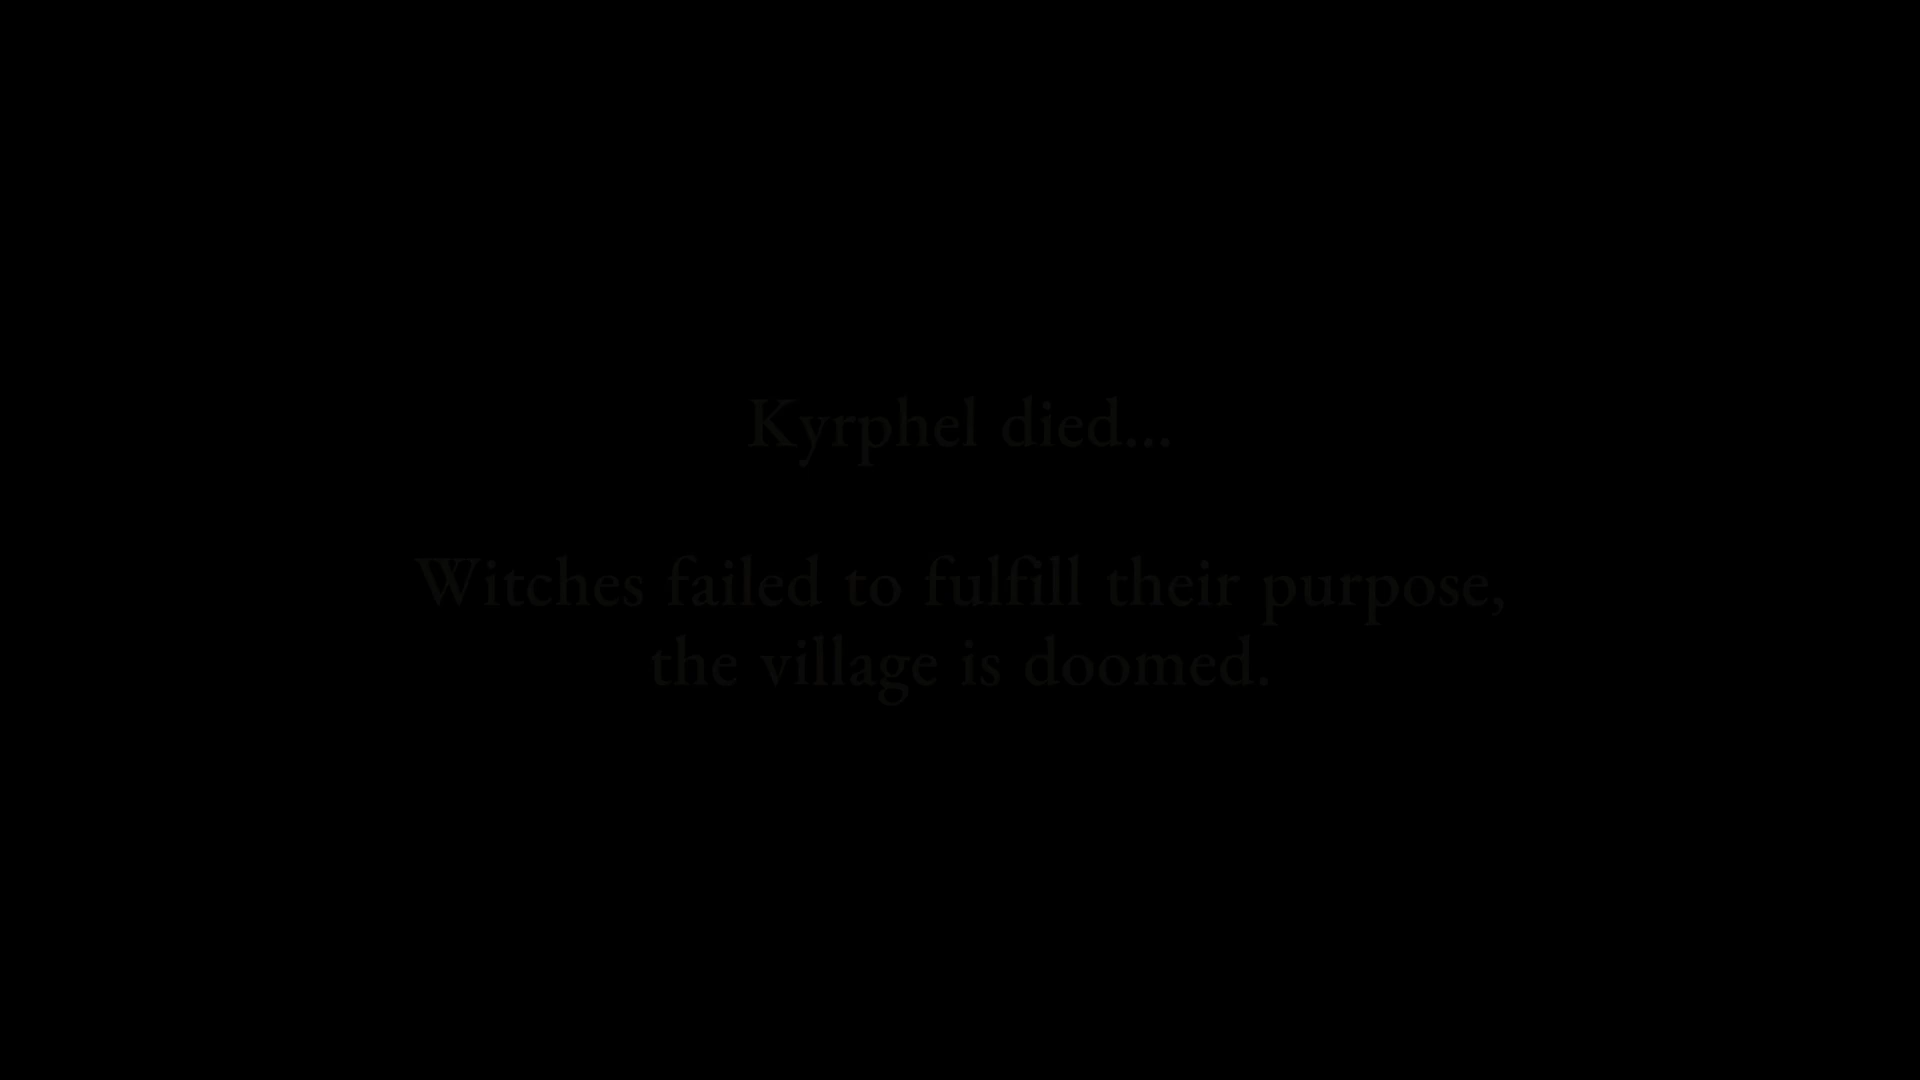 Kyrphel died...
Witches failed to fulfill their purpose,
the village is doomed.